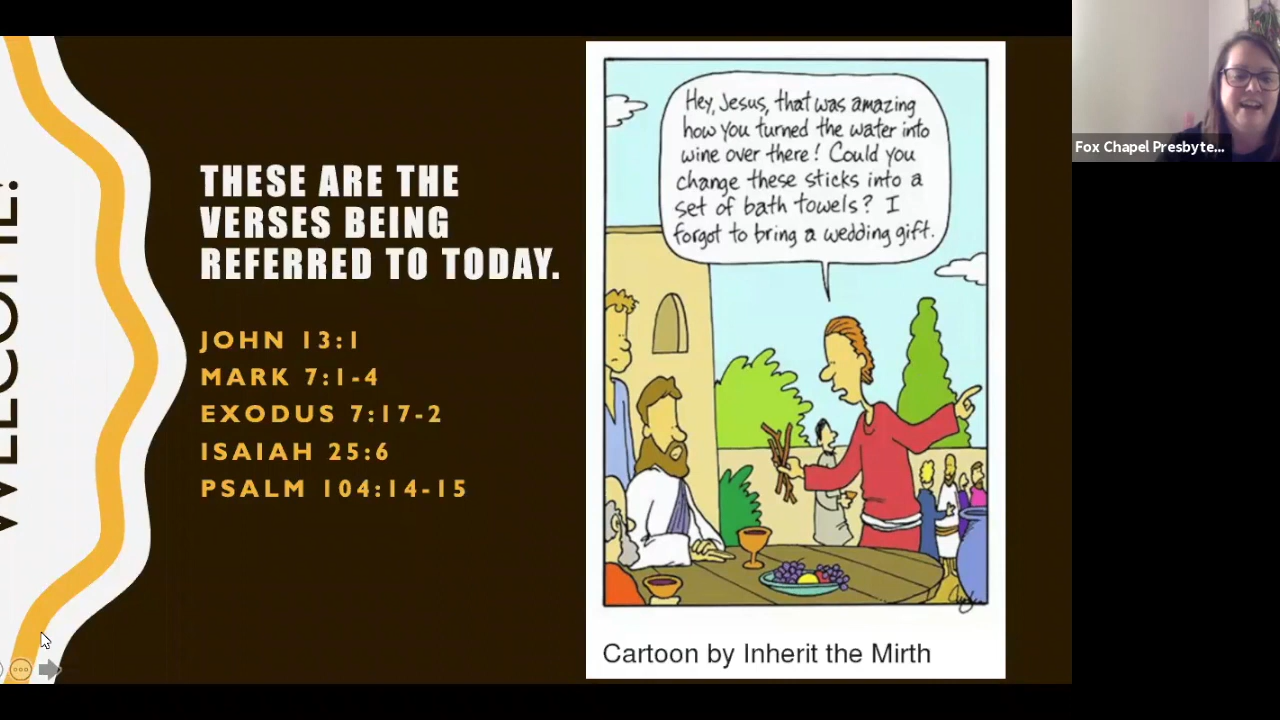 WELCOME!
THESE ARE THE
VERSES BEING
REFERRED TO TODAY.
JOHN 13:1
MARK 7:1-4
EXODUS 7:17-2
ISAIAH 25:6
PSALM 104:14-15
Hey, Jesus, that was amazing
how you turned the water into
wine over there! Could you
change these sticks into a
set of bath towels? I
forgot to bring a wedding gift.
Cartoon by Inherit the Mirth
Fox Chapel Presbyte...